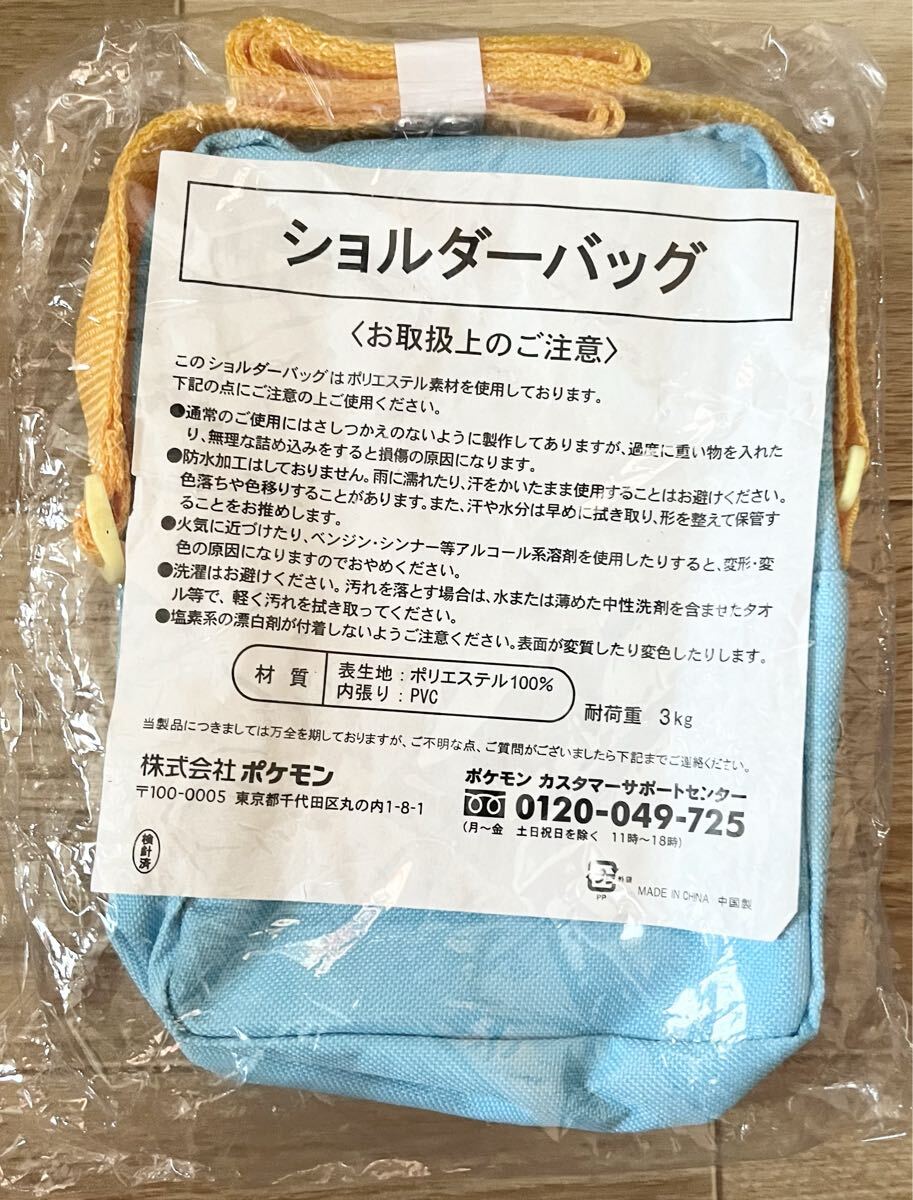 ショルダーバッグ
〈お取扱上のご注意〉
このショルダーバッグはポリエステル素材を使用しております。
下記の点にご注意の上ご使用ください。
●通常のご使用にはさしつかえのないように製作してありますが、過度に重い物を入れた
り、無理な詰め込みをすると損傷の原因になります。
●防水加工はしておりません。雨に濡れたり、汗をかいたまま使用することはお避けください。
色落ちや色移りすることがあります。また、汗や水分は早めに拭き取り、形を整えて保管す
ることをお推めします。
●火気に近づけたり、ベンジン・シンナー等アルコール系溶剤を使用したりすると、変形・変
色の原因になりますのでおやめください。
●洗濯はお避けください。汚れを落とす場合は、水または薄めた中性洗剤を含ませたタオ
ル等で、軽く汚れを拭き取ってください。
●塩素系の漂白剤が付着しないようご注意ください。表面が変質したり変色したりします。
材質
表生地：ポリエステル100%
内張り：PVC
耐荷重 3kg
当製品につきましては万全を期しておりますが、ご不明な点、ご質問がございましたら下記までご連絡ください。
株式会社 ポケモン
〒100-0005 東京都千代田区丸の内1-8-1
ポケモン カスタマーサポートセンター
0120-049-725
(月〜金 土日祝日を除く 11時〜18時)
検針済
プラ 外袋
PP
MADE IN CHINA 中国製